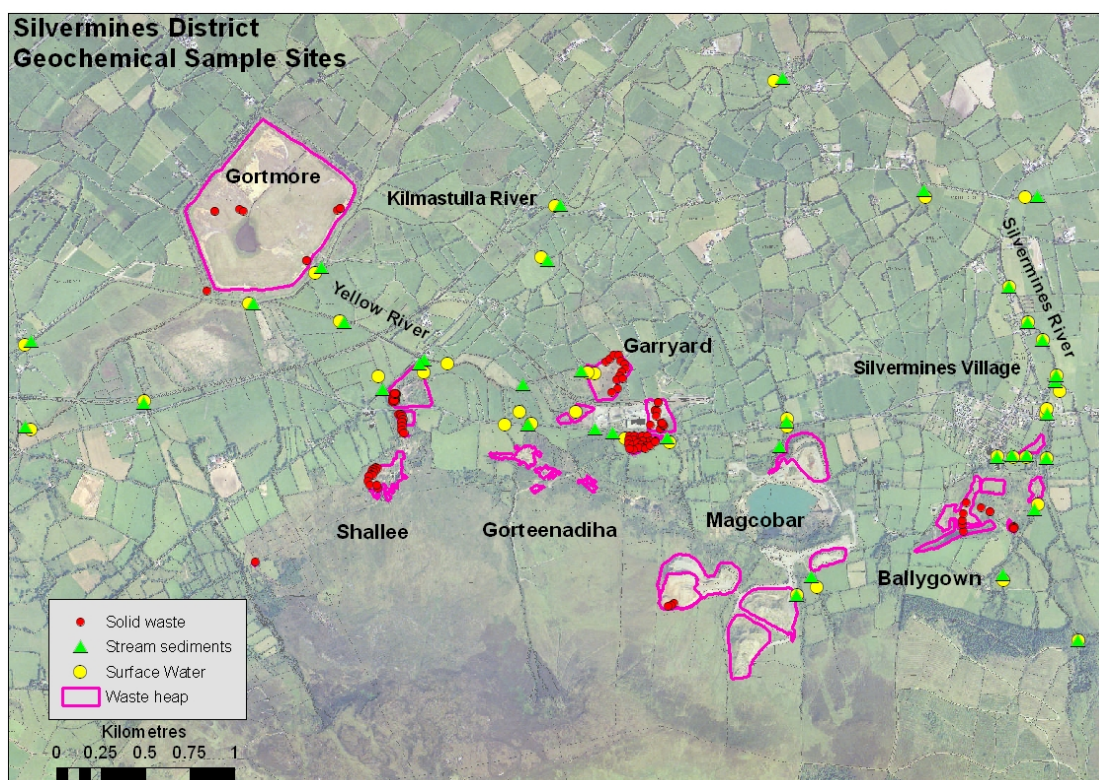 Silvermines District
Geochemical Sample Sites
Gortmore
Kilmastulla River
Silvermines River
Yellow River
Garryard
Silvermines Village
Shallee
Gorteenadiha
Magcobar
Ballygown
Solid waste
Stream sediments
Surface Water
Waste heap
Kilometres
0 0.25 0.5 0.75 1